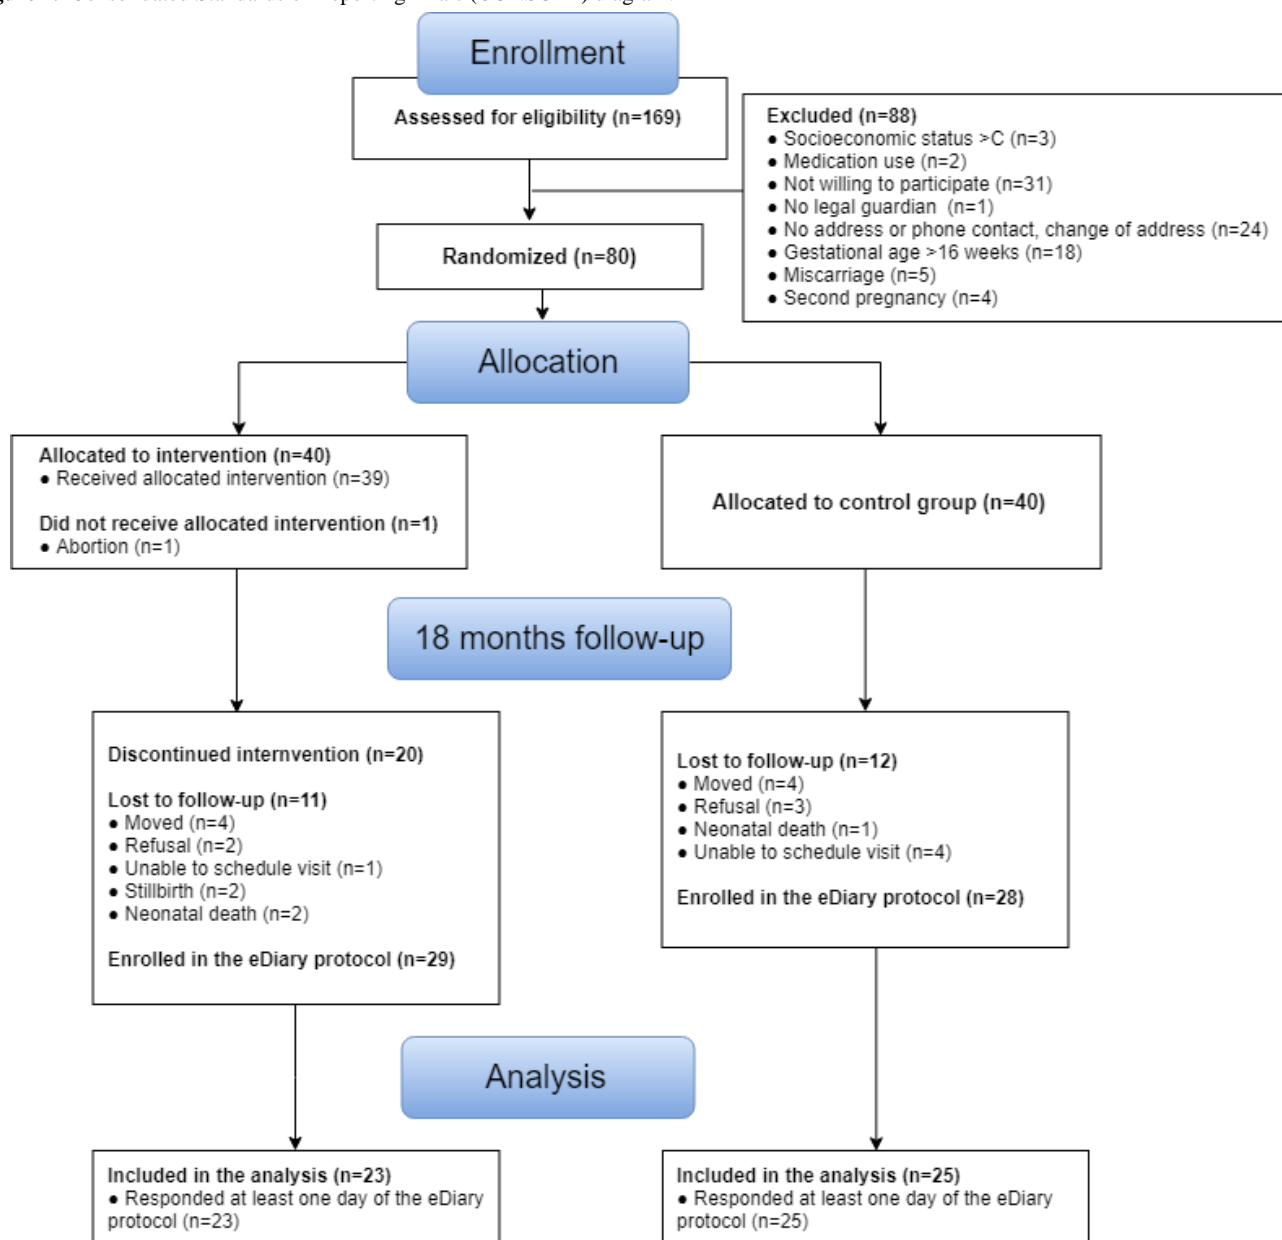 Enrollment
Assessed for eligibility (n=169)
Excluded (n=88)
● Socioeconomic status >C (n=3)
● Medication use (n=2)
● Not willing to participate (n=31)
● No legal guardian (n=1)
● No address or phone contact, change of address (n=24)
● Gestational age >16 weeks (n=18)
● Miscarriage (n=5)
● Second pregnancy (n=4)
Randomized (n=80)
Allocation
Allocated to intervention (n=40)
● Received allocated intervention (n=39)
Did not receive allocated intervention (n=1)
● Abortion (n=1)
Allocated to control group (n=40)
18 months follow-up
Discontinued internvention (n=20)
Lost to follow-up (n=11)
● Moved (n=4)
● Refusal (n=2)
● Unable to schedule visit (n=1)
● Stillbirth (n=2)
● Neonatal death (n=2)
Enrolled in the eDiary protocol (n=29)
Lost to follow-up (n=12)
● Moved (n=4)
● Refusal (n=3)
● Neonatal death (n=1)
● Unable to schedule visit (n=4)
Enrolled in the eDiary protocol (n=28)
Analysis
Included in the analysis (n=23)
● Responded at least one day of the eDiary
protocol (n=23)
Included in the analysis (n=25)
● Responded at least one day of the eDiary
protocol (n=25)